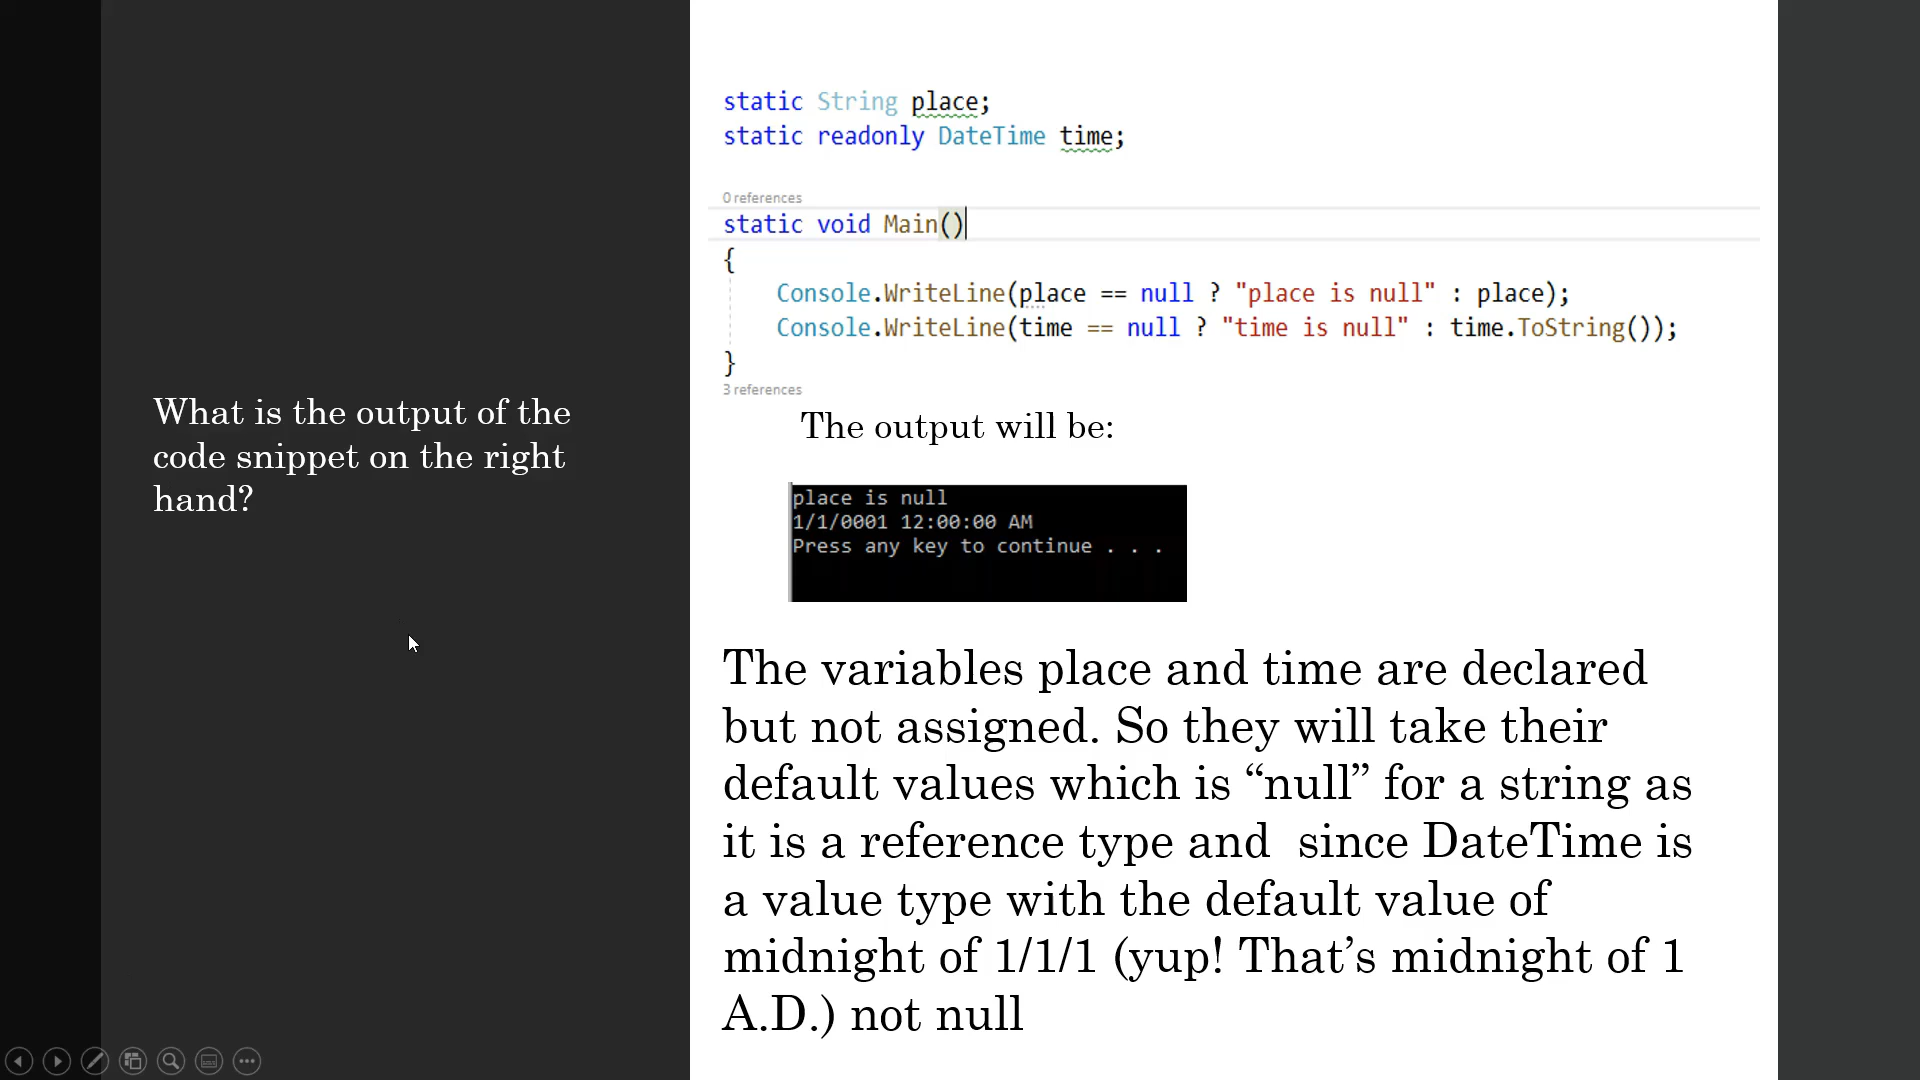 What is the output of the
code snippet on the right
hand?
static String place;
static readonly DateTime time;
0 references
static void Main()
{
Console.WriteLine(place == null ? "place is null" : place);
Console.WriteLine(time == null ? "time is null" : time.ToString());
}
3 references
The output will be:
place is null
1/1/0001 12:00:00 AM
Press any key to continue . . .
The variables place and time are declared
but not assigned. So they will take their
default values which is “null” for a string as
it is a reference type and  since DateTime is
a value type with the default value of
midnight of 1/1/1 (yup! That’s midnight of 1
A.D.) not null